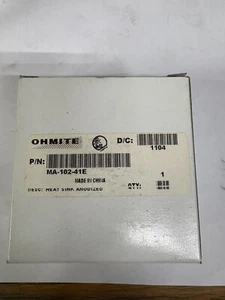 OHMITE D/C:
1104
P/N:
MA-102-41E
MADE IN CHINA 1
DESC: HEAT SINK ANODIZED QTY: